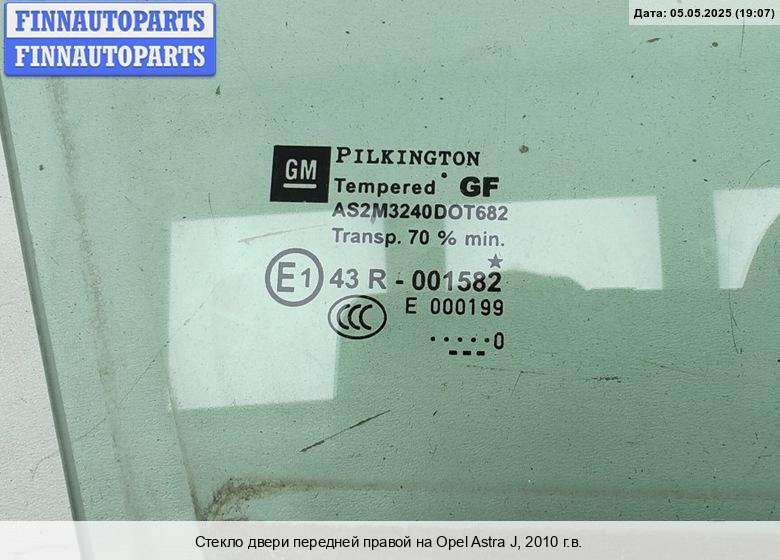 FINNAUTOPARTS
FINNAUTOPARTS
Дата: 05.05.2025 (19:07)
GM
PILKINGTON
Tempered GF
AS2M3240DOT682
Transp. 70 % min.
E1 43 R - 001582
CCC E 000199
.....0
Стекло двери передней правой на Opel Astra J, 2010 г.в.